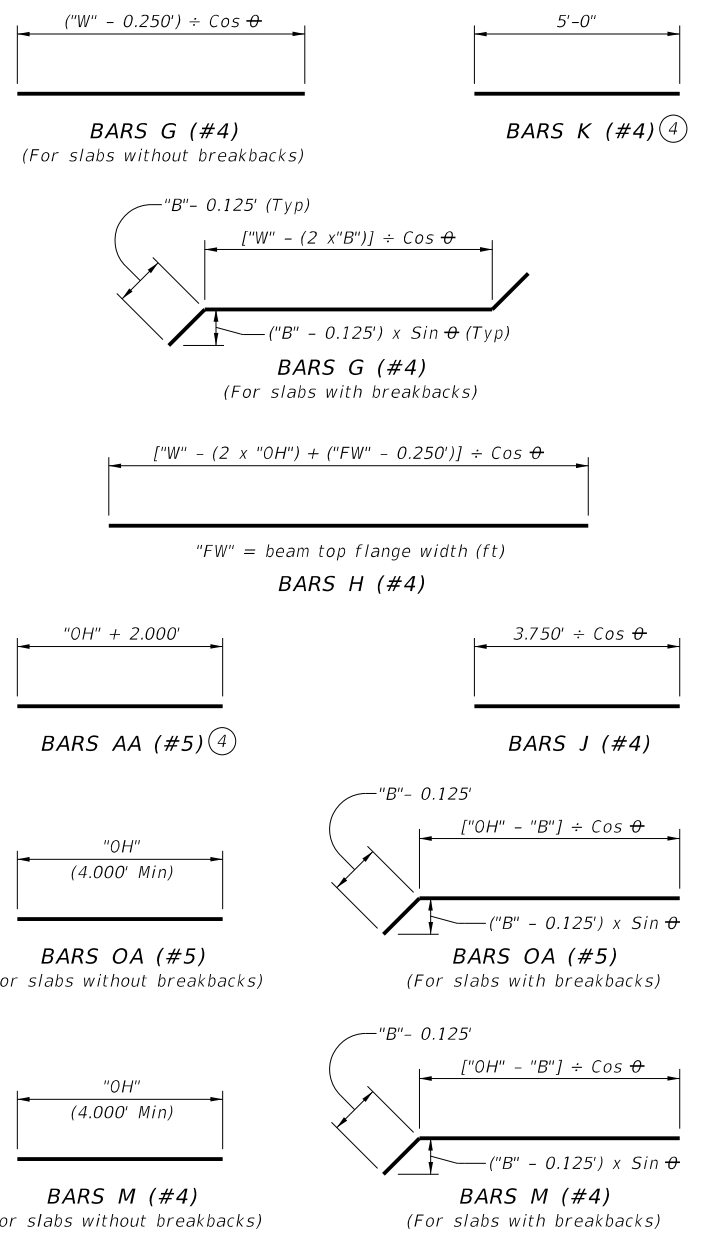 ("W" - 0.250') ÷ Cos θ
5'-0"
BARS G (#4)
(For slabs without breakbacks)
BARS K (#4) 4
"B"- 0.125' (Typ)
["W" - (2 x"B")] ÷ Cos θ
("B" - 0.125') x Sin θ (Typ)
BARS G (#4)
(For slabs with breakbacks)
["W" - (2 x "OH") + ("FW" - 0.250')] ÷ Cos θ
"FW" = beam top flange width (ft)
BARS H (#4)
"OH" + 2.000'
3.750' ÷ Cos θ
BARS AA (#5) 4
BARS J (#4)
"B"- 0.125'
["OH" - "B"] ÷ Cos θ
"OH"
(4.000' Min)
("B" - 0.125') x Sin θ
BARS OA (#5)
or slabs without breakbacks)
BARS OA (#5)
(For slabs with breakbacks)
"B"- 0.125'
["OH" - "B"] ÷ Cos θ
"OH"
(4.000' Min)
("B" - 0.125') x Sin θ
BARS M (#4)
or slabs without breakbacks)
BARS M (#4)
(For slabs with breakbacks)